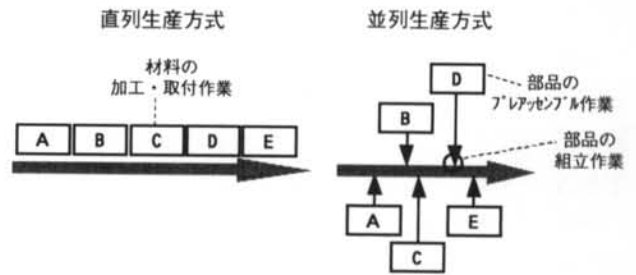 直列生産方式
材料の
加工・取付作業
A B C D E
並列生産方式
D
部品の
プレアッセンブル作業
B
部品の
組立作業
A
E
C